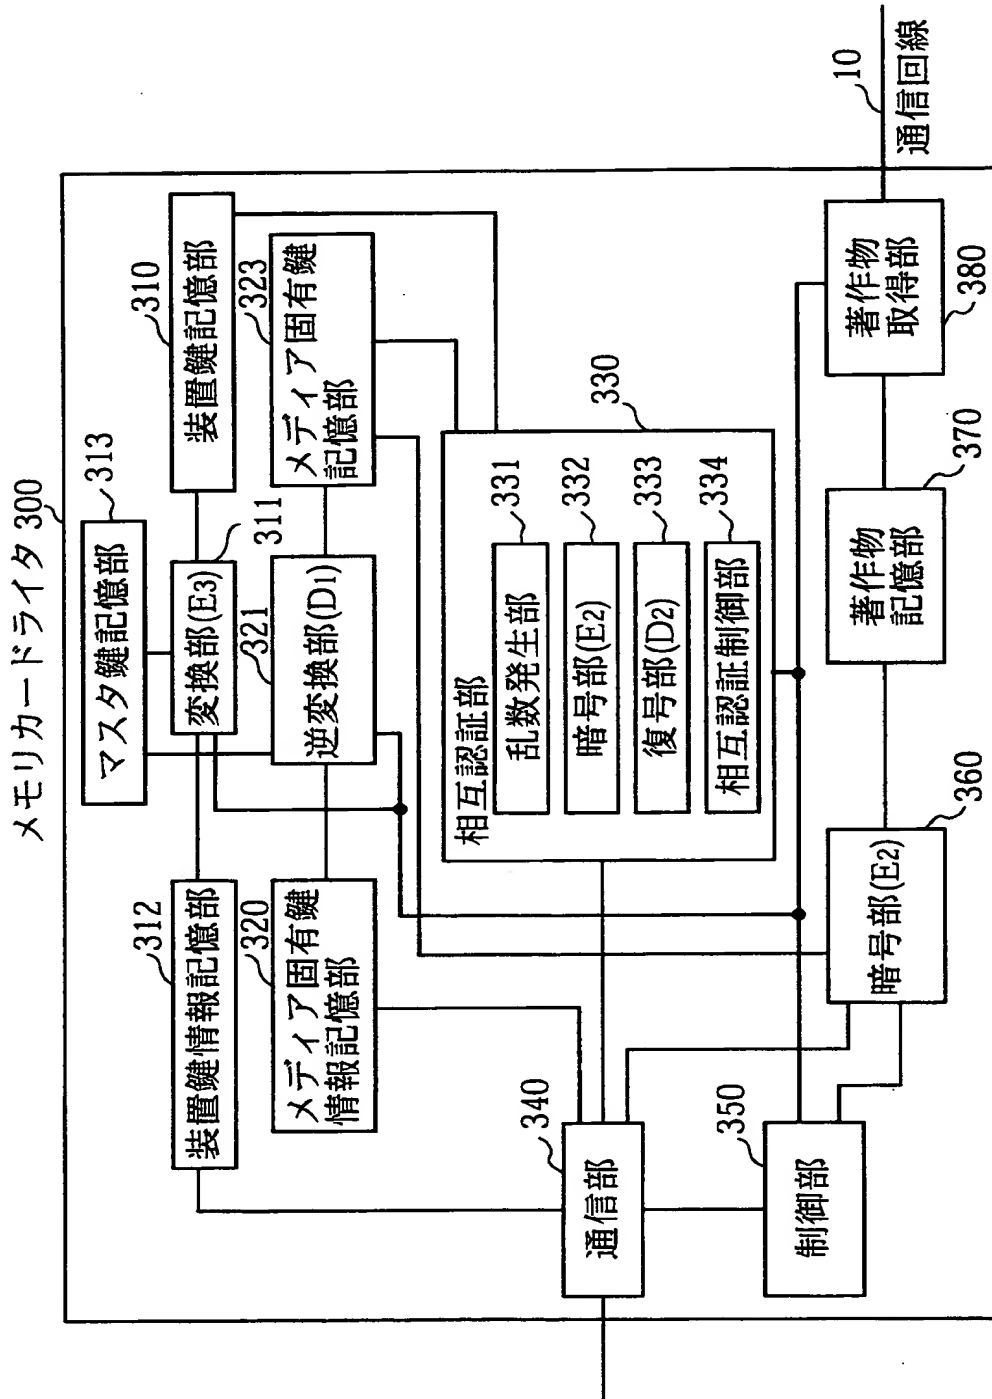 メモリカードライタ 300
マスタ鍵記憶部
313
装置鍵情報記憶部
312
変換部(E3)
311
装置鍵記憶部
310
メディア固有鍵
情報記憶部
320
逆変換部(D1)
321
メディア固有鍵
記憶部
323
相互認証部
330
乱数発生部
331
暗号部(E2)
332
復号部(D2)
333
相互認証制御部
334
通信部
340
制御部
350
暗号部(E2)
360
著作物
記憶部
370
著作物
取得部
380
10
通信回線